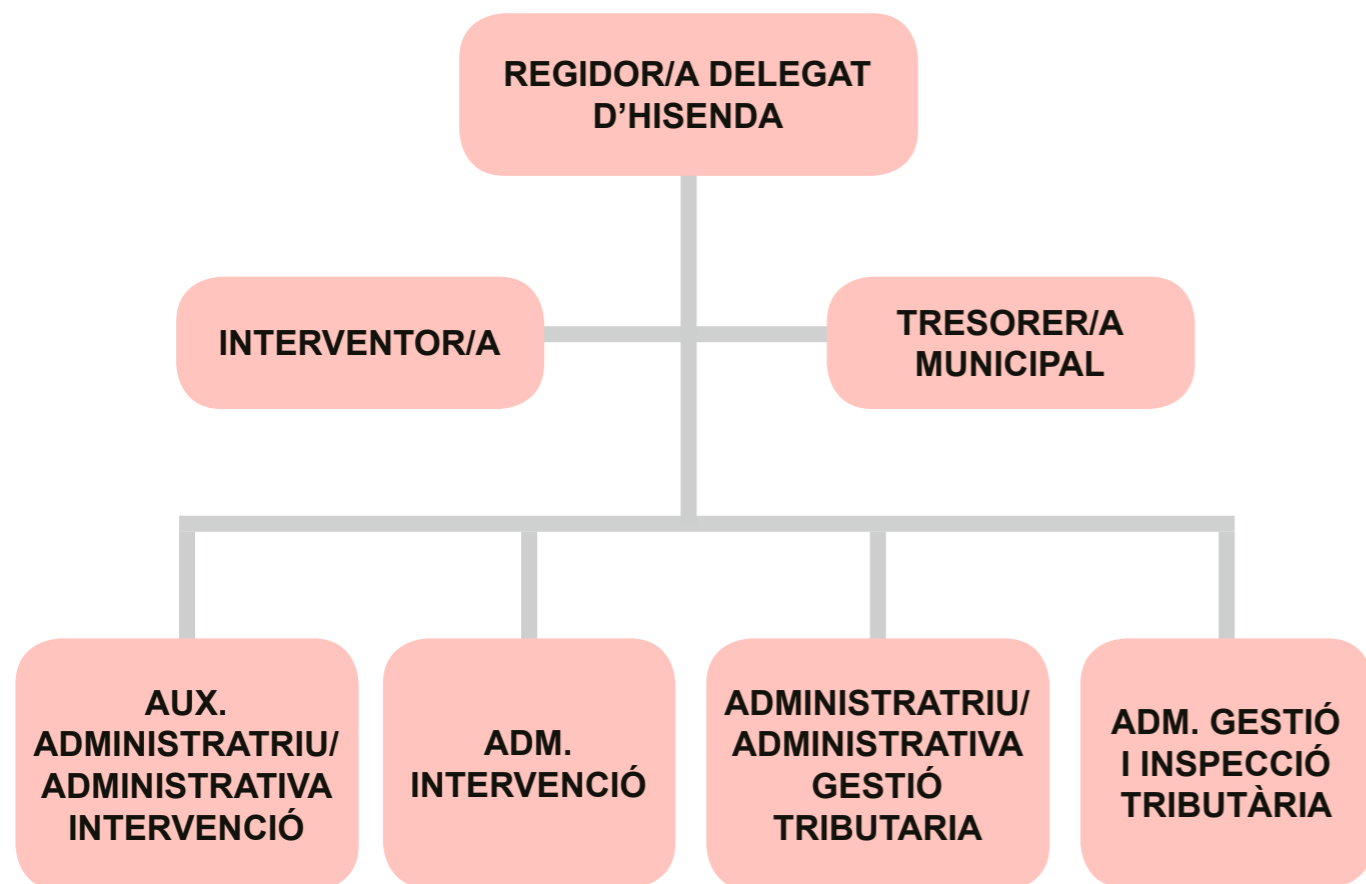 REGIDOR/A DELEGAT
D’HISENDA
INTERVENTOR/A
TRESORER/A
MUNICIPAL
AUX.
ADMINISTRATRIU/
ADMINISTRATIVA
INTERVENCIÓ
ADM.
INTERVENCIÓ
ADMINISTRATRIU/
ADMINISTRATIVA
GESTIÓ
TRIBUTARIA
ADM. GESTIÓ
I INSPECCIÓ
TRIBUTÀRIA